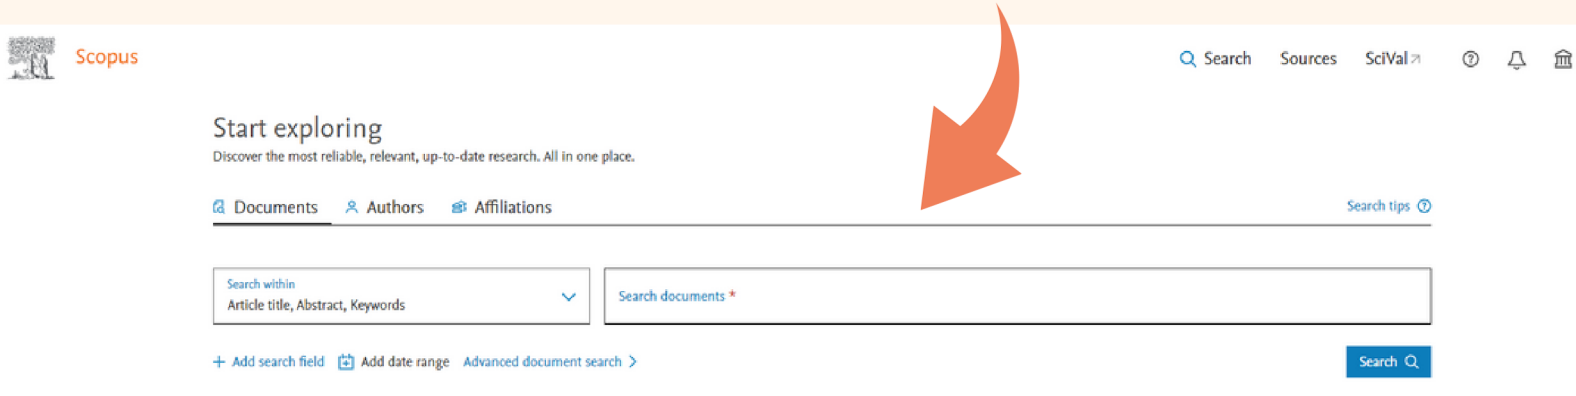 Scopus
Search Sources SciVal
Start exploring
Discover the most reliable, relevant, up-to-date research. All in one place.
Documents Authors Affiliations
Search tips
Search within
Article title, Abstract, Keywords
Search documents *
+ Add search field Add date range Advanced document search >
Search